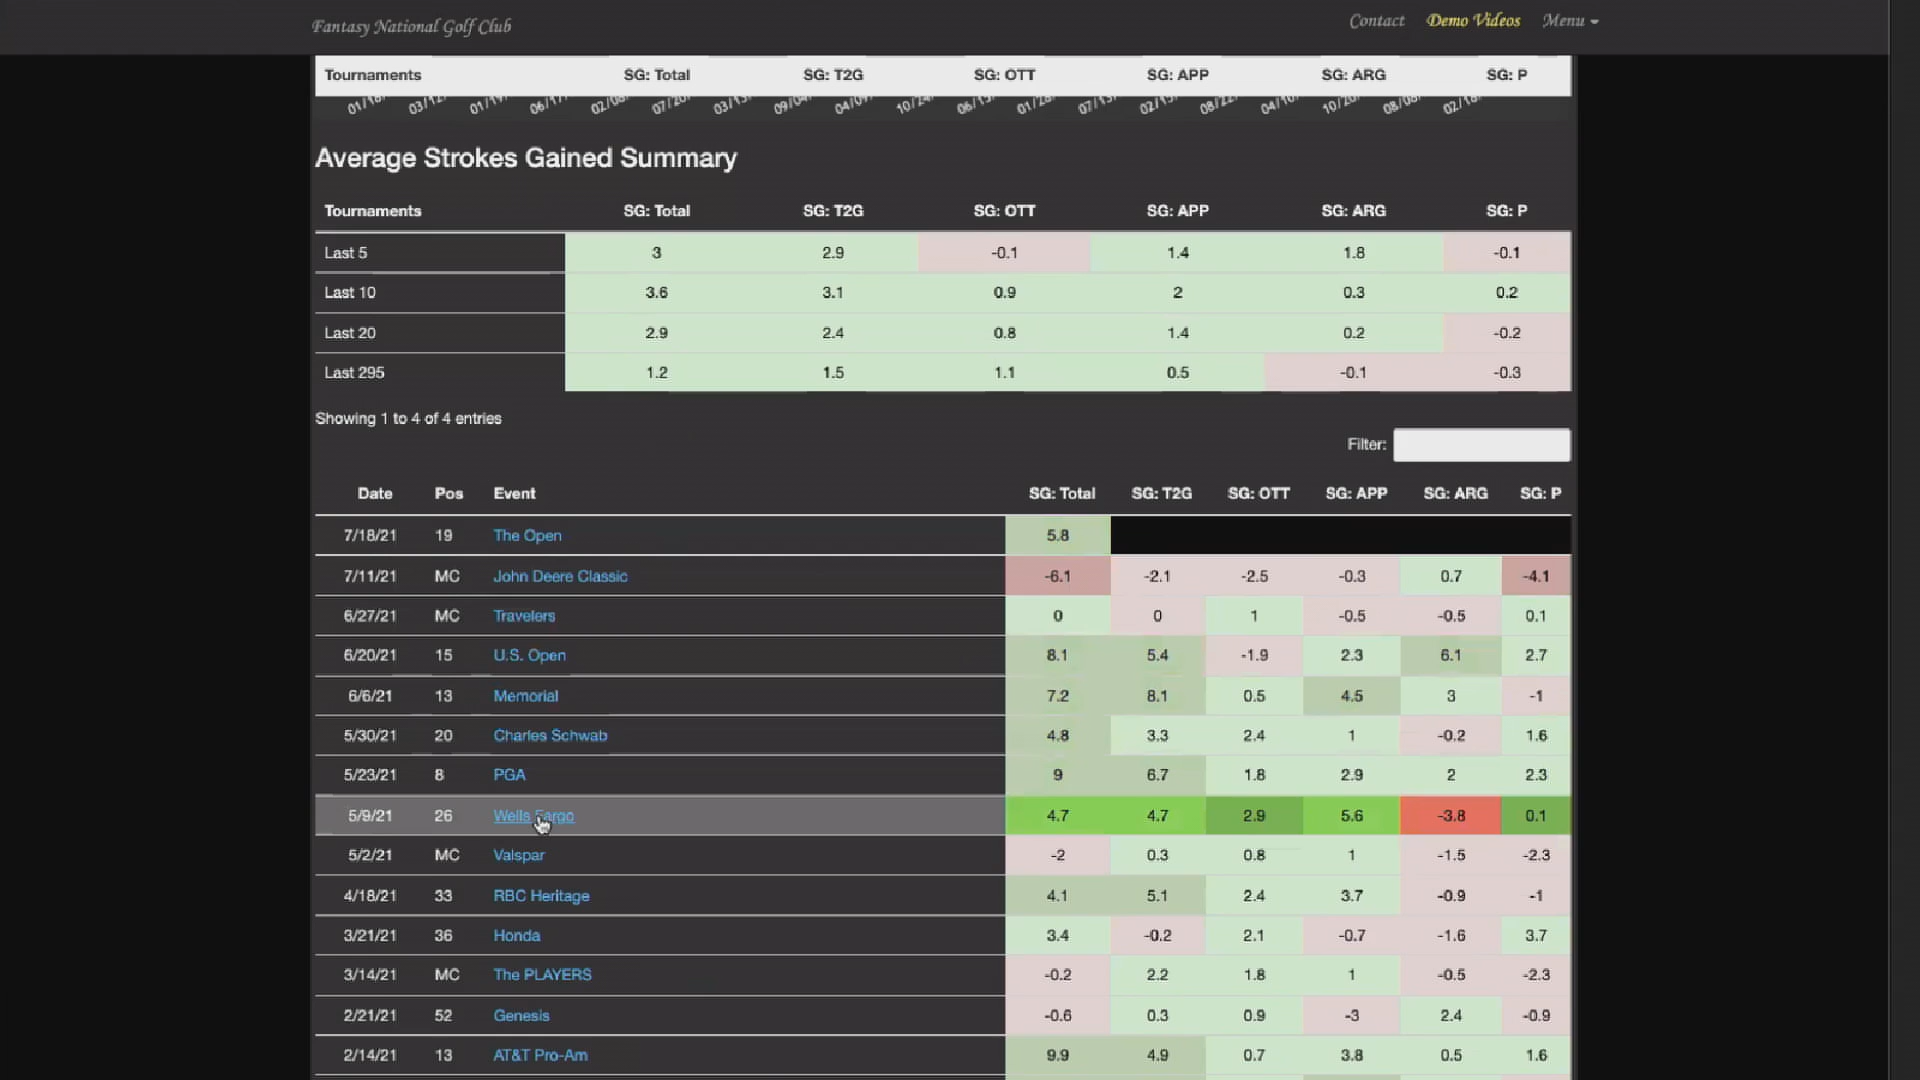 Fantasy National Golf Club
Contact Demo Videos Menu
Tournaments SG: Total SG: T2G SG: OTT SG: APP SG: ARG SG: P
Average Strokes Gained Summary
Tournaments SG: Total SG: T2G SG: OTT SG: APP SG: ARG SG: P
Last 5 3 2.9 -0.1 1.4 1.8 -0.1
Last 10 3.6 3.1 0.9 2 0.3 0.2
Last 20 2.9 2.4 0.8 1.4 0.2 -0.2
Last 295 1.2 1.5 1.1 0.5 -0.1 -0.3
Showing 1 to 4 of 4 entries
Filter:
Date Pos Event SG: Total SG: T2G SG: OTT SG: APP SG: ARG SG: P
7/18/21 19 The Open 5.8
7/11/21 MC John Deere Classic -6.1 -2.1 -2.5 -0.3 0.7 -4.1
6/27/21 MC Travelers 0 0 1 -0.5 -0.5 0.1
6/20/21 15 U.S. Open 8.1 5.4 -1.9 2.3 6.1 2.7
6/6/21 13 Memorial 7.2 8.1 0.5 4.5 3 -1
5/30/21 20 Charles Schwab 4.8 3.3 2.4 1 -0.2 1.6
5/23/21 8 PGA 9 6.7 1.8 2.9 2 2.3
5/9/21 26 Wells Fargo 4.7 4.7 2.9 5.6 -3.8 0.1
5/2/21 MC Valspar -2 0.3 0.8 1 -1.5 -2.3
4/18/21 33 RBC Heritage 4.1 5.1 2.4 3.7 -0.9 -1
3/21/21 36 Honda 3.4 -0.2 2.1 -0.7 -1.6 3.7
3/14/21 MC The PLAYERS -0.2 2.2 1.8 1 -0.5 -2.3
2/21/21 52 Genesis -0.6 0.3 0.9 -3 2.4 -0.9
2/14/21 13 AT&T Pro-Am 9.9 4.9 0.7 3.8 0.5 1.6